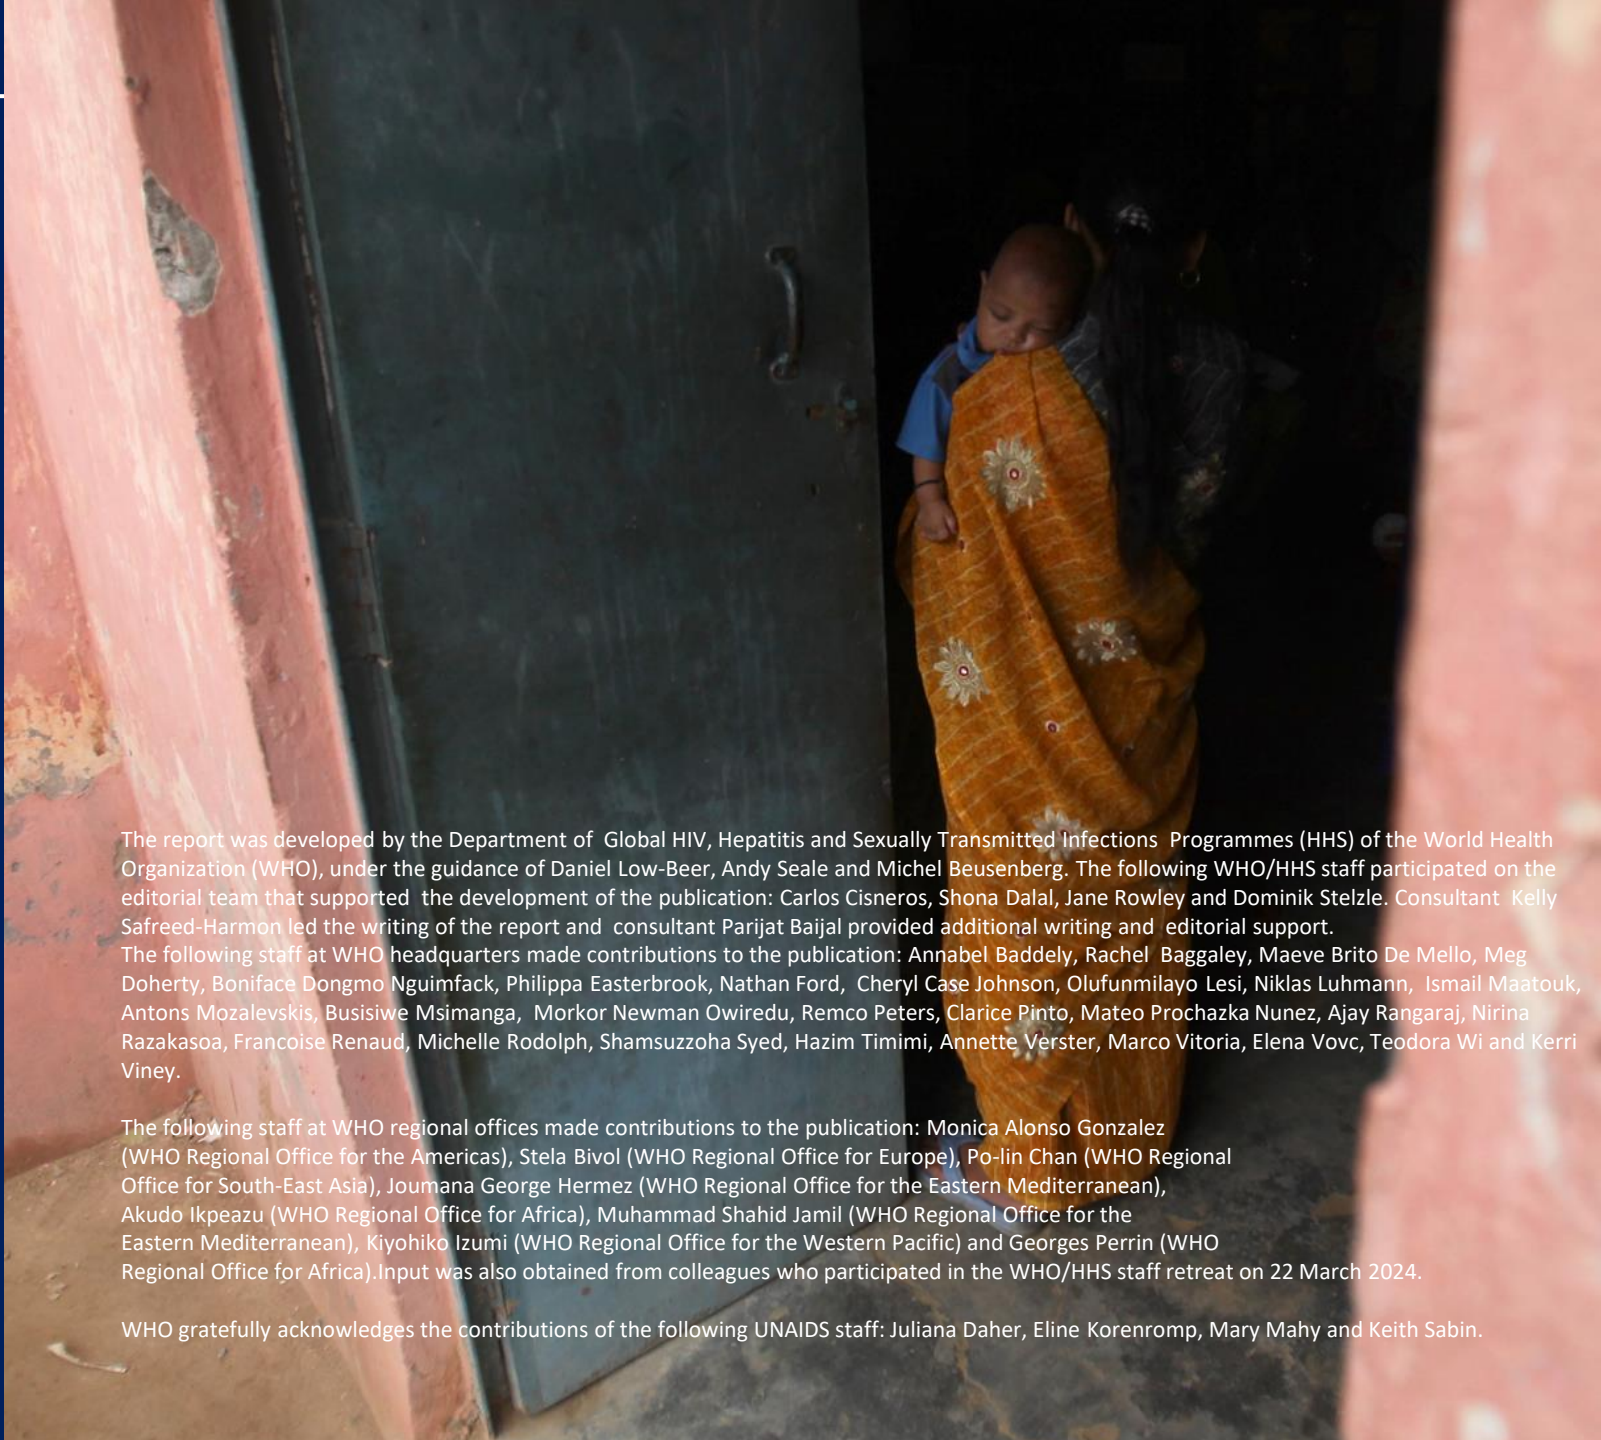 The report was developed by the Department of Global HIV, Hepatitis and Sexually Transmitted Infections Programmes (HHS) of the World Health
Organization (WHO), under the guidance of Daniel Low-Beer, Andy Seale and Michel Beusenberg. The following WHO/HHS staff participated on the
editorial team that supported the development of the publication: Carlos Cisneros, Shona Dalal, Jane Rowley and Dominik Stelzle. Consultant Kelly
Safreed-Harmon led the writing of the report and consultant Parijat Baijal provided additional writing and editorial support.
The following staff at WHO headquarters made contributions to the publication: Annabel Baddely, Rachel Baggaley, Maeve Brito De Mello, Meg
Doherty, Boniface Dongmo Nguimfack, Philippa Easterbrook, Nathan Ford, Cheryl Case Johnson, Olufunmilayo Lesi, Niklas Luhmann, Ismail Maatouk,
Antons Mozalevskis, Busisiwe Msimanga, Morkor Newman Owiredu, Remco Peters, Clarice Pinto, Mateo Prochazka Nunez, Ajay Rangaraj, Nirina
Razakasoa, Francoise Renaud, Michelle Rodolph, Shamsuzzoha Syed, Hazim Timimi, Annette Verster, Marco Vitoria, Elena Vovc, Teodora Wi and Kerri
Viney.
The following staff at WHO regional offices made contributions to the publication: Monica Alonso Gonzalez
(WHO Regional Office for the Americas), Stela Bivol (WHO Regional Office for Europe), Po-lin Chan (WHO Regional
Office for South-East Asia), Joumana George Hermez (WHO Regional Office for the Eastern Mediterranean),
Akudo Ikpeazu (WHO Regional Office for Africa), Muhammad Shahid Jamil (WHO Regional Office for the
Eastern Mediterranean), Kiyohiko Izumi (WHO Regional Office for the Western Pacific) and Georges Perrin (WHO
Regional Office for Africa).Input was also obtained from colleagues who participated in the WHO/HHS staff retreat on 22 March 2024.
WHO gratefully acknowledges the contributions of the following UNAIDS staff: Juliana Daher, Eline Korenromp, Mary Mahy and Keith Sabin.